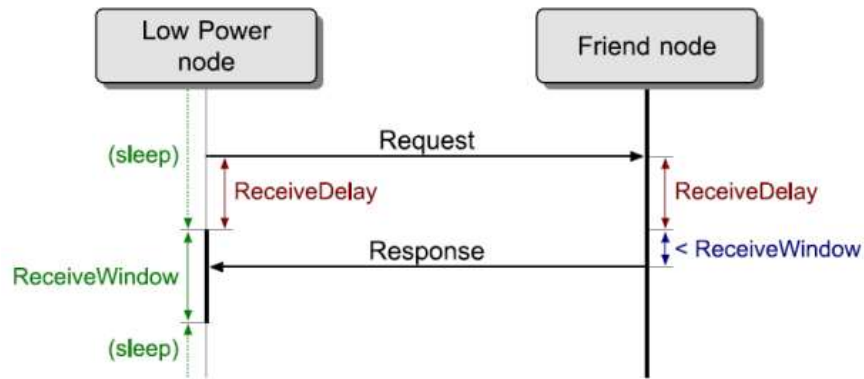 Low Power
node
Friend node
(sleep)
Request
ReceiveDelay
ReceiveDelay
Response
< ReceiveWindow
ReceiveWindow
(sleep)